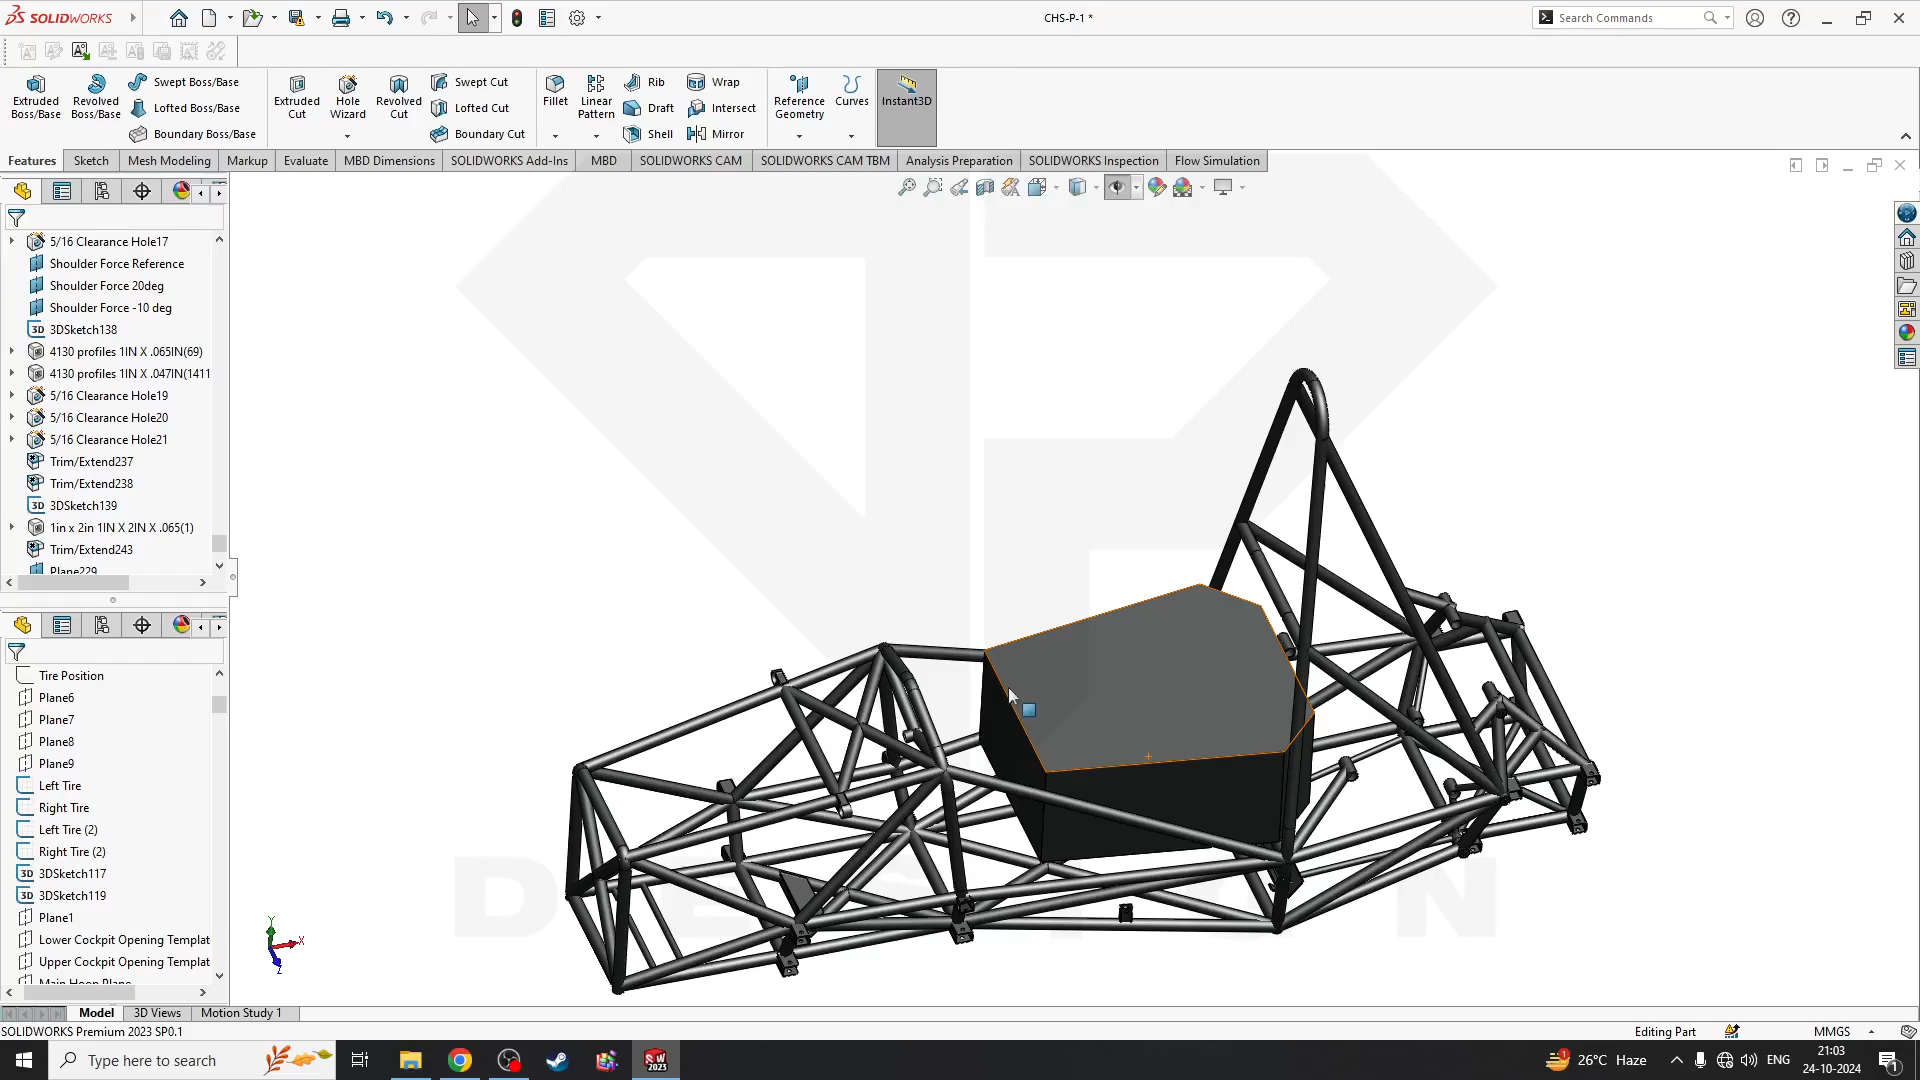 SOLIDWORKS
CHS-P-1 *
Search Commands
Extruded Boss/Base
Revolved Boss/Base
Swept Boss/Base
Lofted Boss/Base
Boundary Boss/Base
Extruded Cut
Hole Wizard
Revolved Cut
Swept Cut
Lofted Cut
Boundary Cut
Fillet
Linear Pattern
Rib
Draft
Shell
Wrap
Intersect
Mirror
Reference Geometry
Curves
Instant3D
Features
Sketch
Mesh Modeling
Markup
Evaluate
MBD Dimensions
SOLIDWORKS Add-Ins
MBD
SOLIDWORKS CAM
SOLIDWORKS CAM TBM
Analysis Preparation
SOLIDWORKS Inspection
Flow Simulation
5/16 Clearance Hole17
Shoulder Force Reference
Shoulder Force 20deg
Shoulder Force -10 deg
3D 3DSketch138
4130 profiles 1IN X .065IN(69)
4130 profiles 1IN X .047IN(1411
5/16 Clearance Hole19
5/16 Clearance Hole20
5/16 Clearance Hole21
Trim/Extend237
Trim/Extend238
3D 3DSketch139
1in x 2in 1IN X 2IN X .065(1)
Trim/Extend243
Plane229
Tire Position
Plane6
Plane7
Plane8
Plane9
Left Tire
Right Tire
Left Tire (2)
Right Tire (2)
3D 3DSketch117
3D 3DSketch119
Plane1
Lower Cockpit Opening Templat
Upper Cockpit Opening Templat
Main Hoop Plane
Y
X
Z
Model
3D Views
Motion Study 1
SOLIDWORKS Premium 2023 SP0.1
Editing Part
MMGS
Type here to search
SW 2023
26°C Haze
ENG
21:03
24-10-2024
1